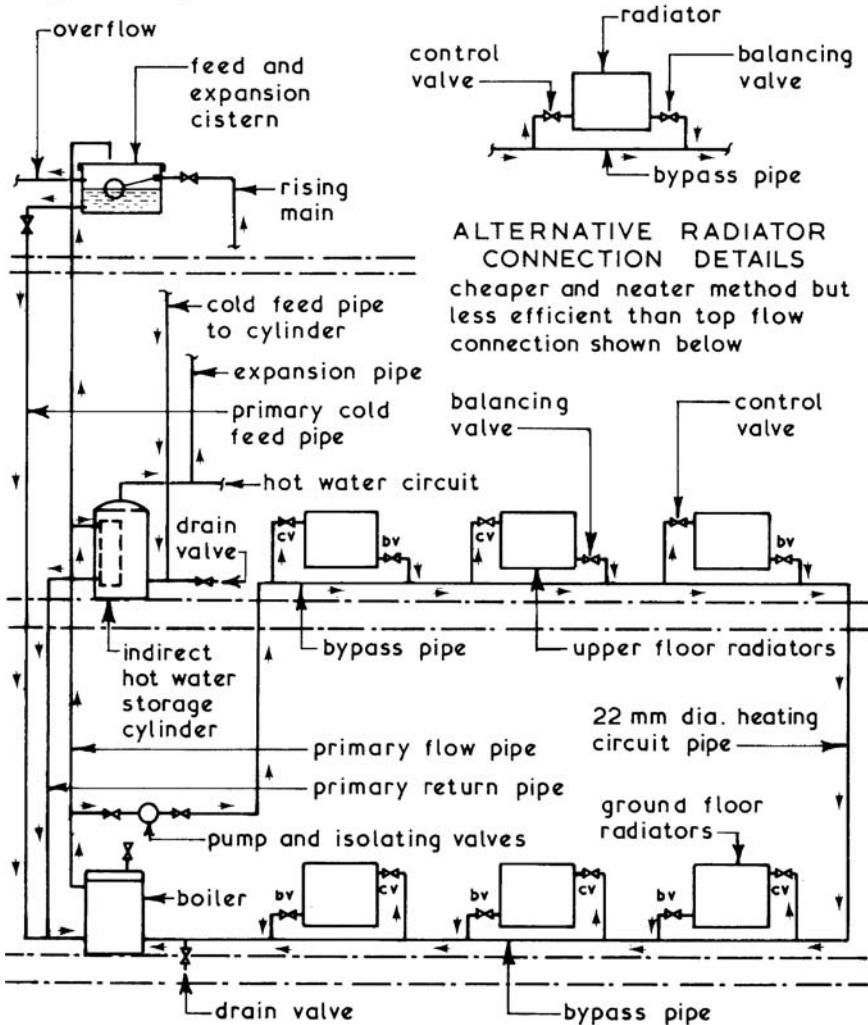 overflow
feed and
expansion
cistern
rising
main
radiator
control
valve
balancing
valve
bypass pipe
ALTERNATIVE RADIATOR
CONNECTION DETAILS
cheaper and neater method but
less efficient than top flow
connection shown below
cold feed pipe
to cylinder
expansion pipe
primary cold
feed pipe
hot water circuit
balancing
valve
control
valve
drain
valve
cv
bv
cv
bv
indirect
hot water
storage
cylinder
bypass pipe
upper floor radiators
22 mm dia. heating
circuit pipe
primary flow pipe
primary return pipe
pump and isolating valves
ground floor
radiators
boiler
bv
cv
bv
cv
bv
cv
drain valve
bypass pipe